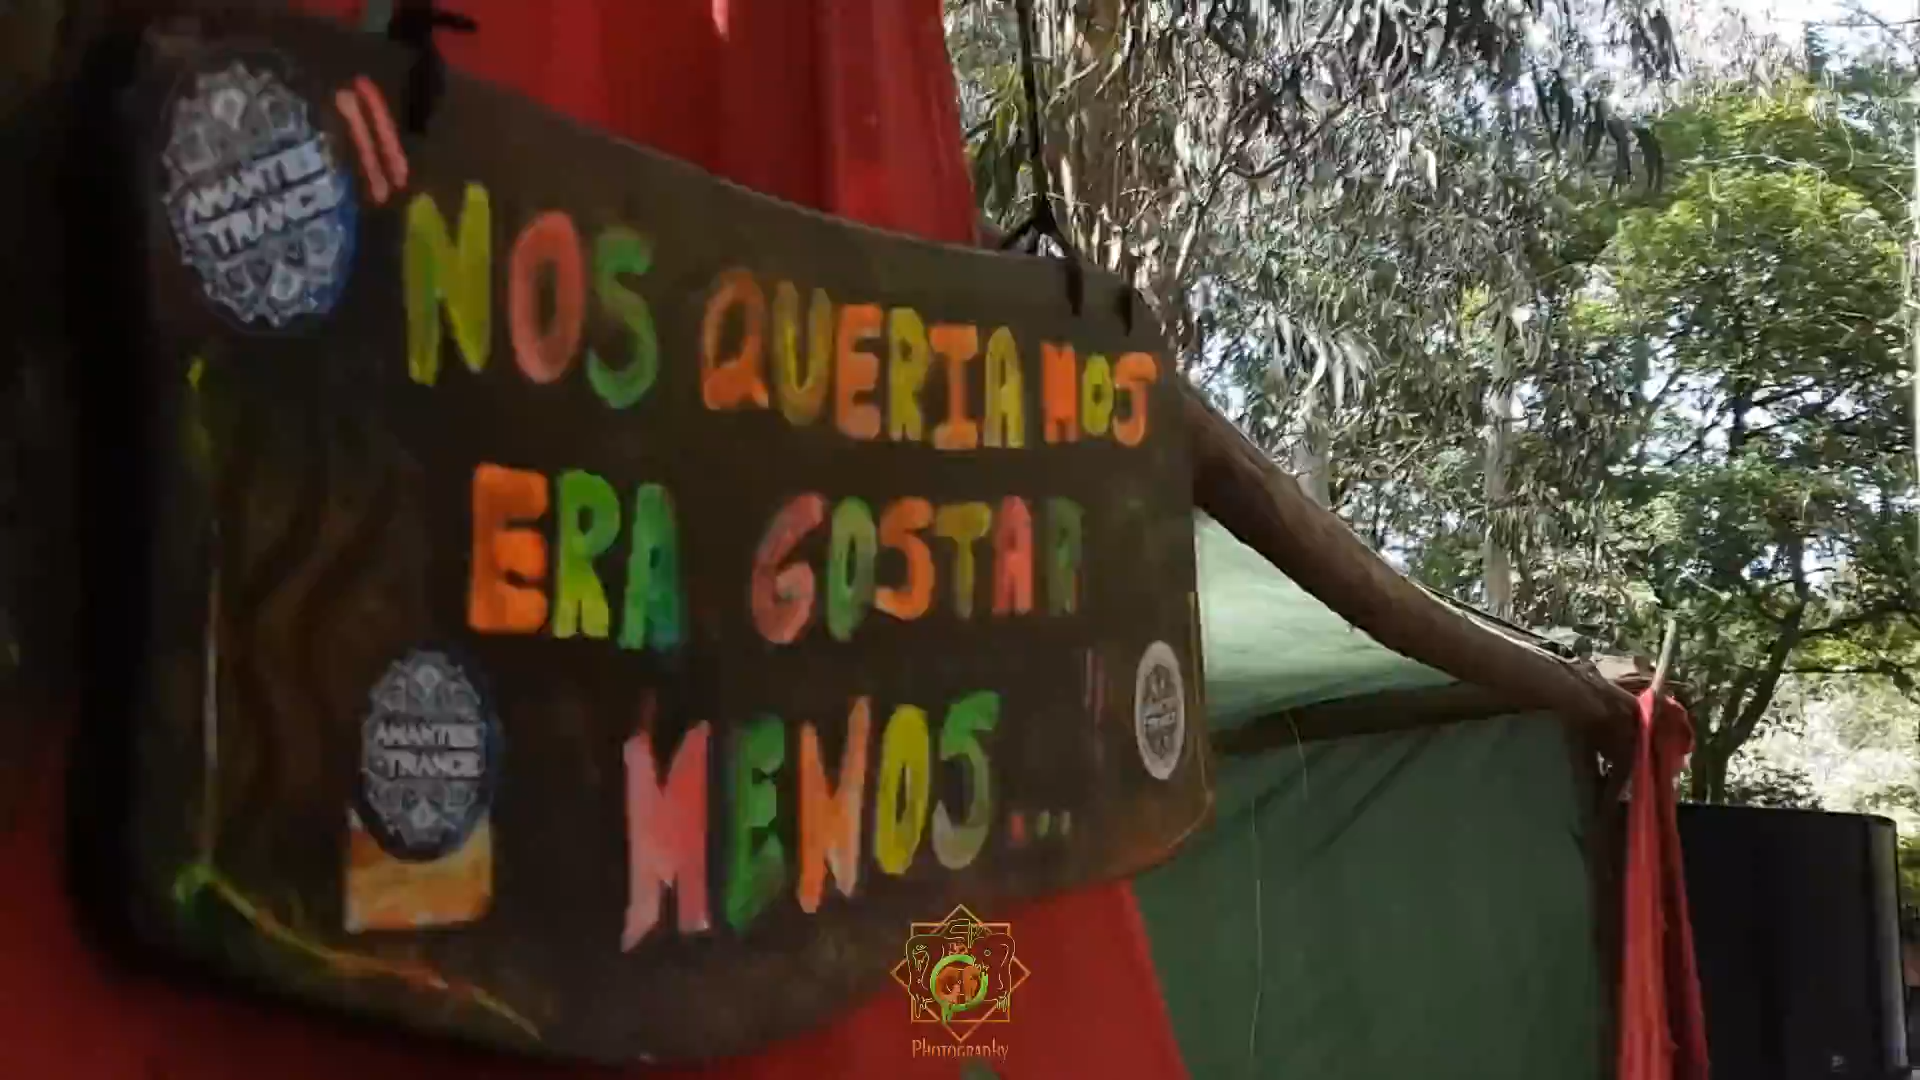 AMANTES
TRANCE
" NOS QUERIAMOS
ERA GOSTAR
MENOS... "
AMANTES
TRANCE
PHOTOGRAPHY